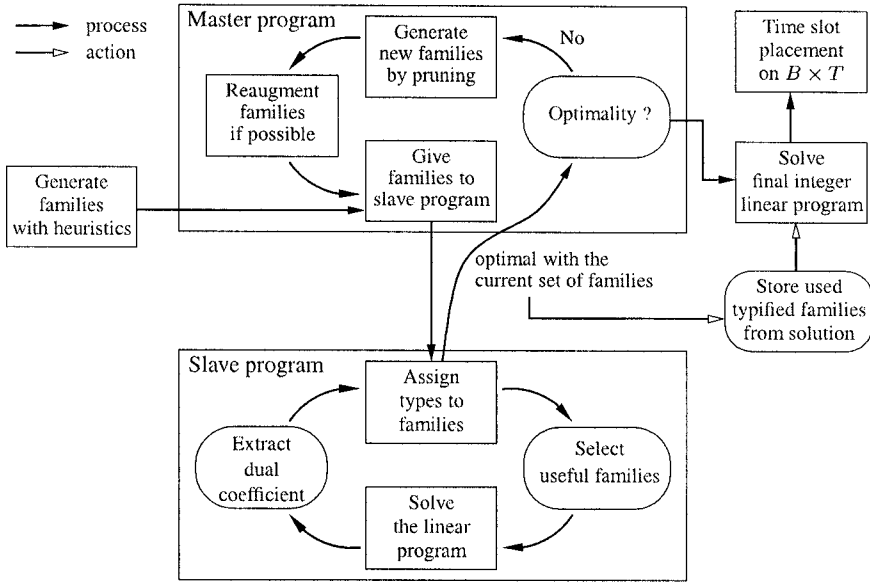 process
action
Master program
Generate
new families
by pruning
No
Time slot
placement
on B × T
Reaugment
families
if possible
Optimality ?
Give
families to
slave program
Solve
final integer
linear program
Generate
families
with heuristics
optimal with the
current set of families
Store used
typified families
from solution
Slave program
Assign
types to
families
Extract
dual
coefficient
Select
useful families
Solve
the linear
program